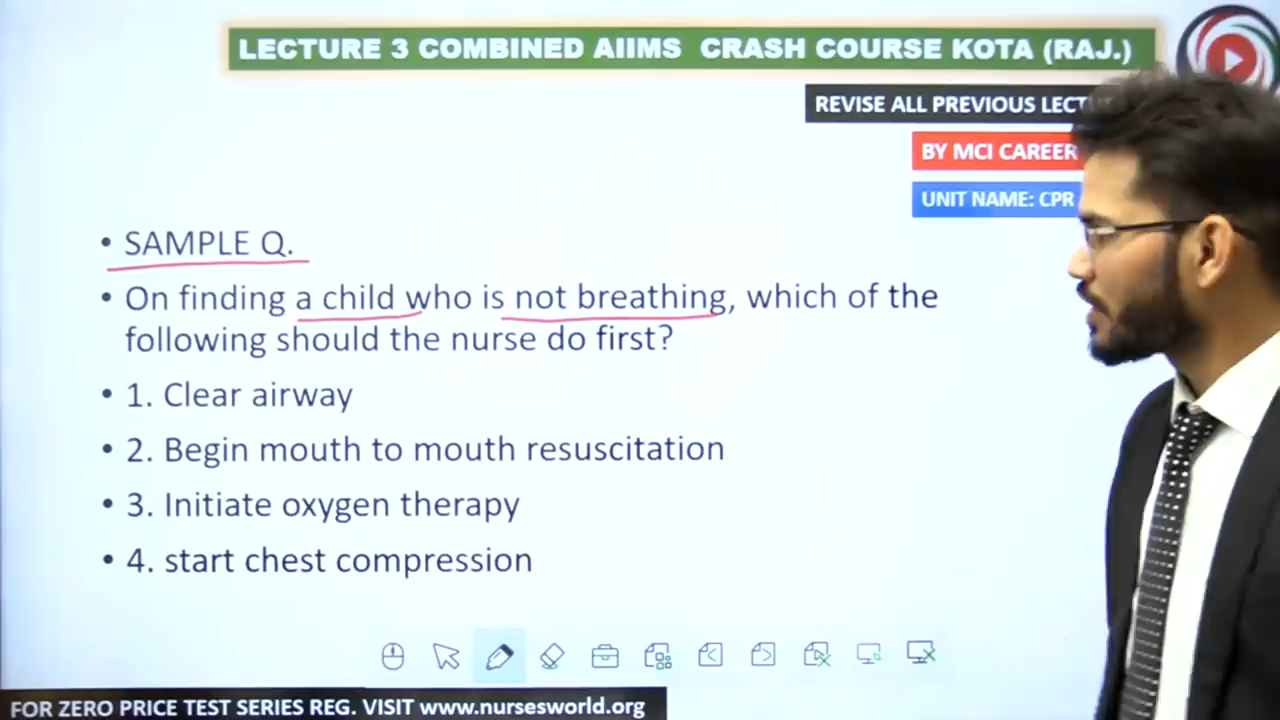 LECTURE 3 COMBINED AIIMS CRASH COURSE KOTA (RAJ.)
REVISE ALL PREVIOUS
BY MCI CAREER
UNIT NAME: CPR
• SAMPLE Q.
• On finding a child who is not breathing, which of the
following should the nurse do first?
• 1. Clear airway
• 2. Begin mouth to mouth resuscitation
• 3. Initiate oxygen therapy
• 4. start chest compression
FOR ZERO PRICE TEST SERIES REG. VISIT www.nursesworld.org